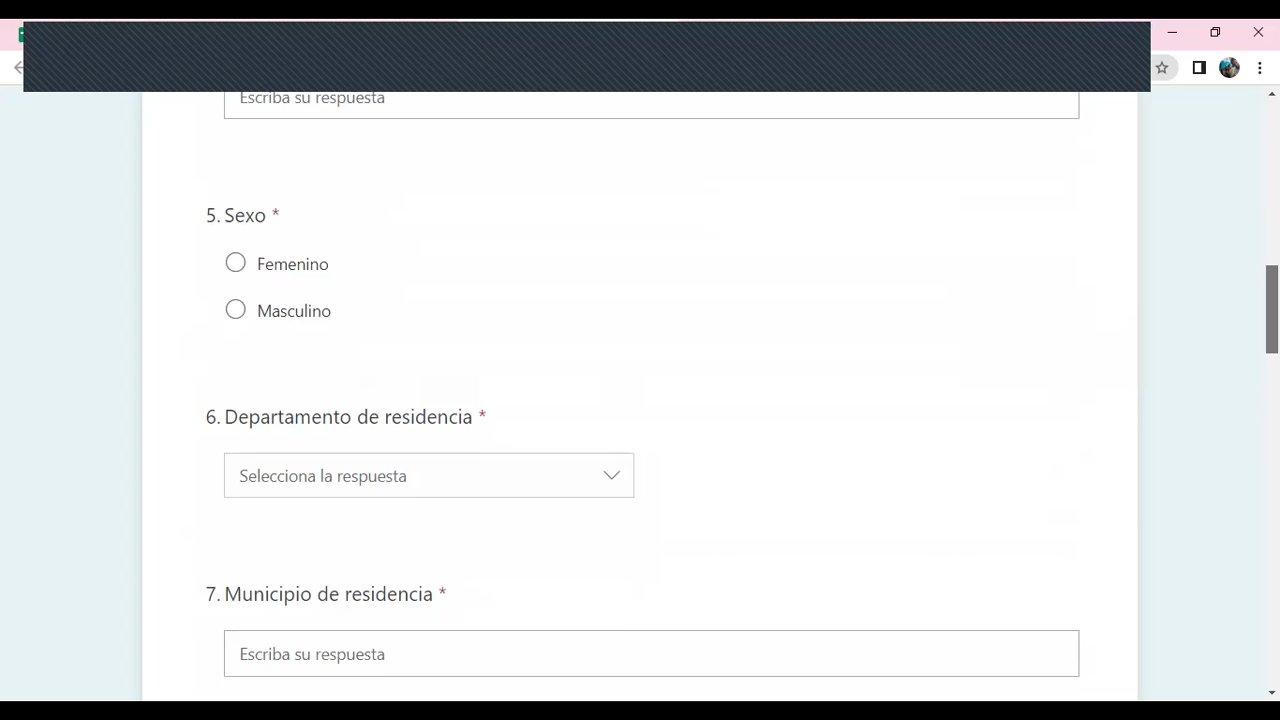 Escriba su respuesta
5. Sexo *
Femenino
Masculino
6. Departamento de residencia *
Selecciona la respuesta
7. Municipio de residencia *
Escriba su respuesta